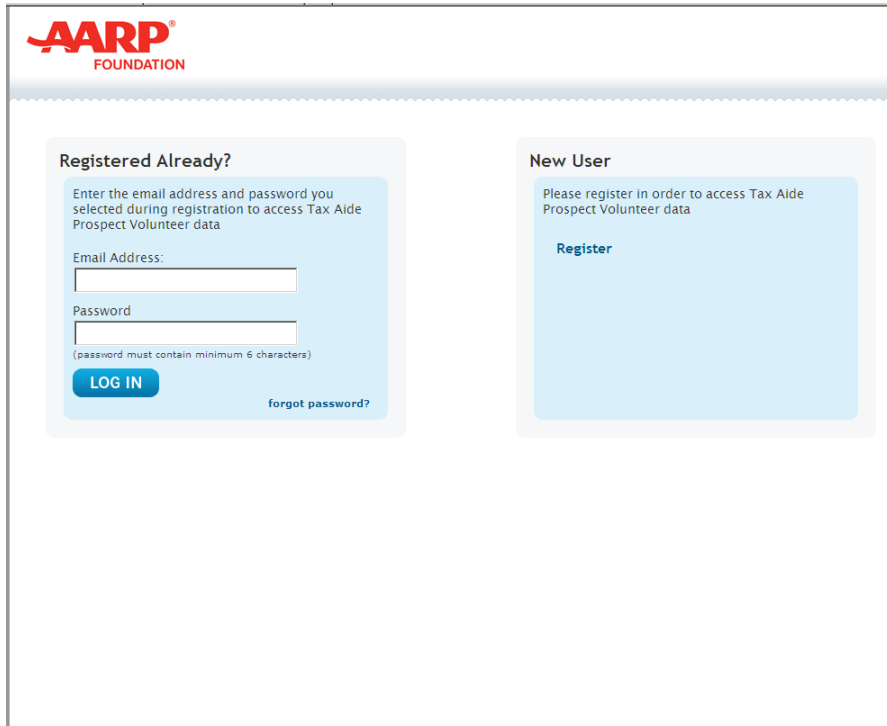 AARP®
FOUNDATION
Registered Already?
Enter the email address and password you
selected during registration to access Tax Aide
Prospect Volunteer data
Email Address:
Password
(password must contain minimum 6 characters)
LOG IN
forgot password?
New User
Please register in order to access Tax Aide
Prospect Volunteer data
Register